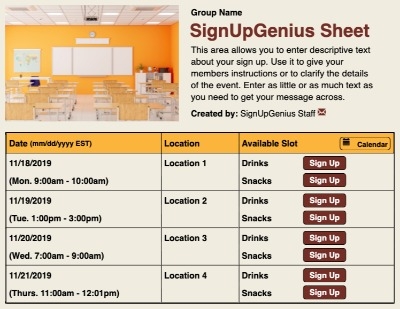 Group Name
SignUpGenius Sheet
This area allows you to enter descriptive text
about your sign up. Use it to give your
members instructions or to clarify the details
of the event. Enter as little or as much text as
you need to get your message across.
Created by: SignUpGenius Staff
Date (mm/dd/yyyy EST) Location Available Slot Calendar
11/18/2019 Location 1 Drinks Sign Up
(Mon. 9:00am - 10:00am) Snacks Sign Up
11/19/2019 Location 2 Drinks Sign Up
(Tue. 1:00pm - 3:00pm) Snacks Sign Up
11/20/2019 Location 3 Drinks Sign Up
(Wed. 7:00am - 9:00am) Snacks Sign Up
11/21/2019 Location 4 Drinks Sign Up
(Thurs. 11:00am - 12:01pm) Snacks Sign Up